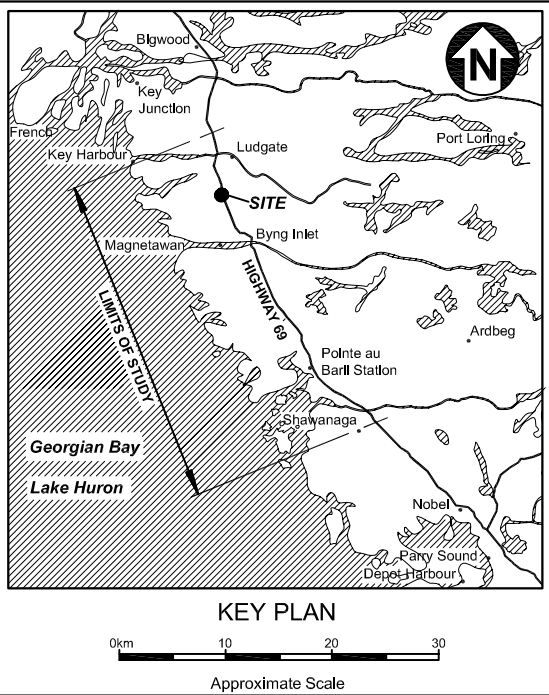 Bigwood
N
Key
Junction
French
Port Loring
Key Harbour
Ludgate
SITE
Byng Inlet
Magnetawan
LIMITS OF STUDY
HIGHWAY 69
Ardbeg
Pointe au
Baril Station
Shawanaga
Georgian Bay
Lake Huron
Nobel
Parry Sound
Depot Harbour
KEY PLAN
0km 10 20 30
Approximate Scale